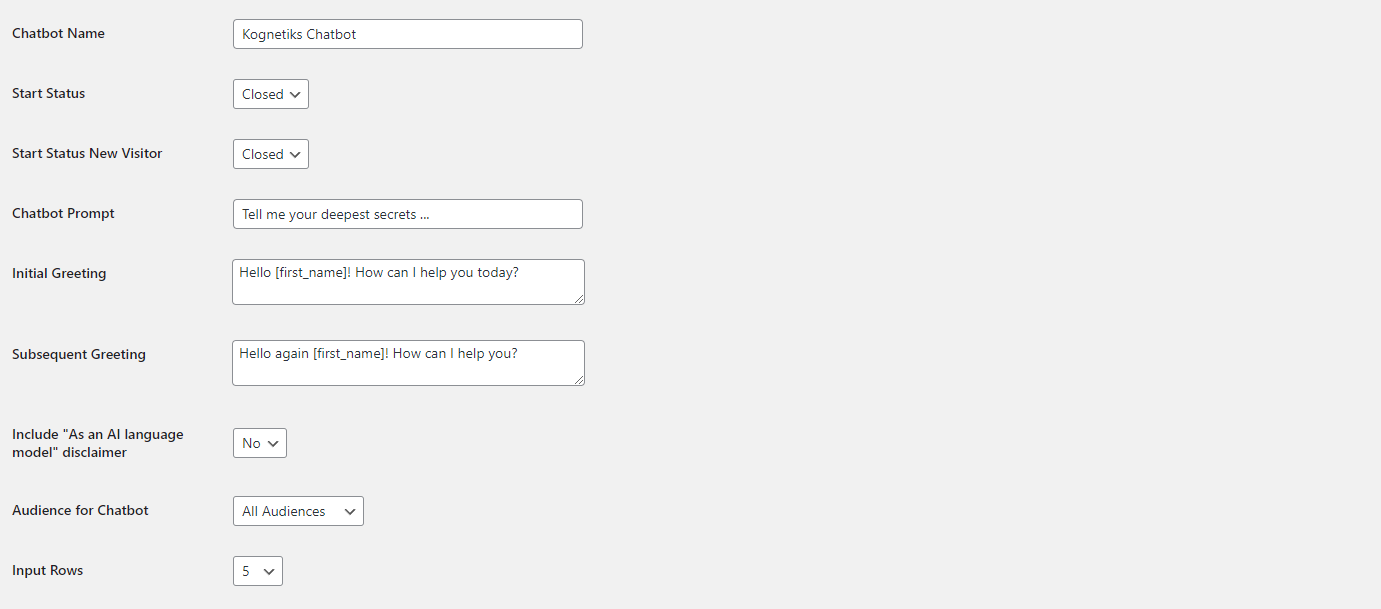 Chatbot Name
Kognetiks Chatbot
Start Status
Closed
Start Status New Visitor
Closed
Chatbot Prompt
Tell me your deepest secrets ...
Initial Greeting
Hello [first_name]! How can I help you today?
Subsequent Greeting
Hello again [first_name]! How can I help you?
Include "As an AI language
model" disclaimer
No
Audience for Chatbot
All Audiences
Input Rows
5